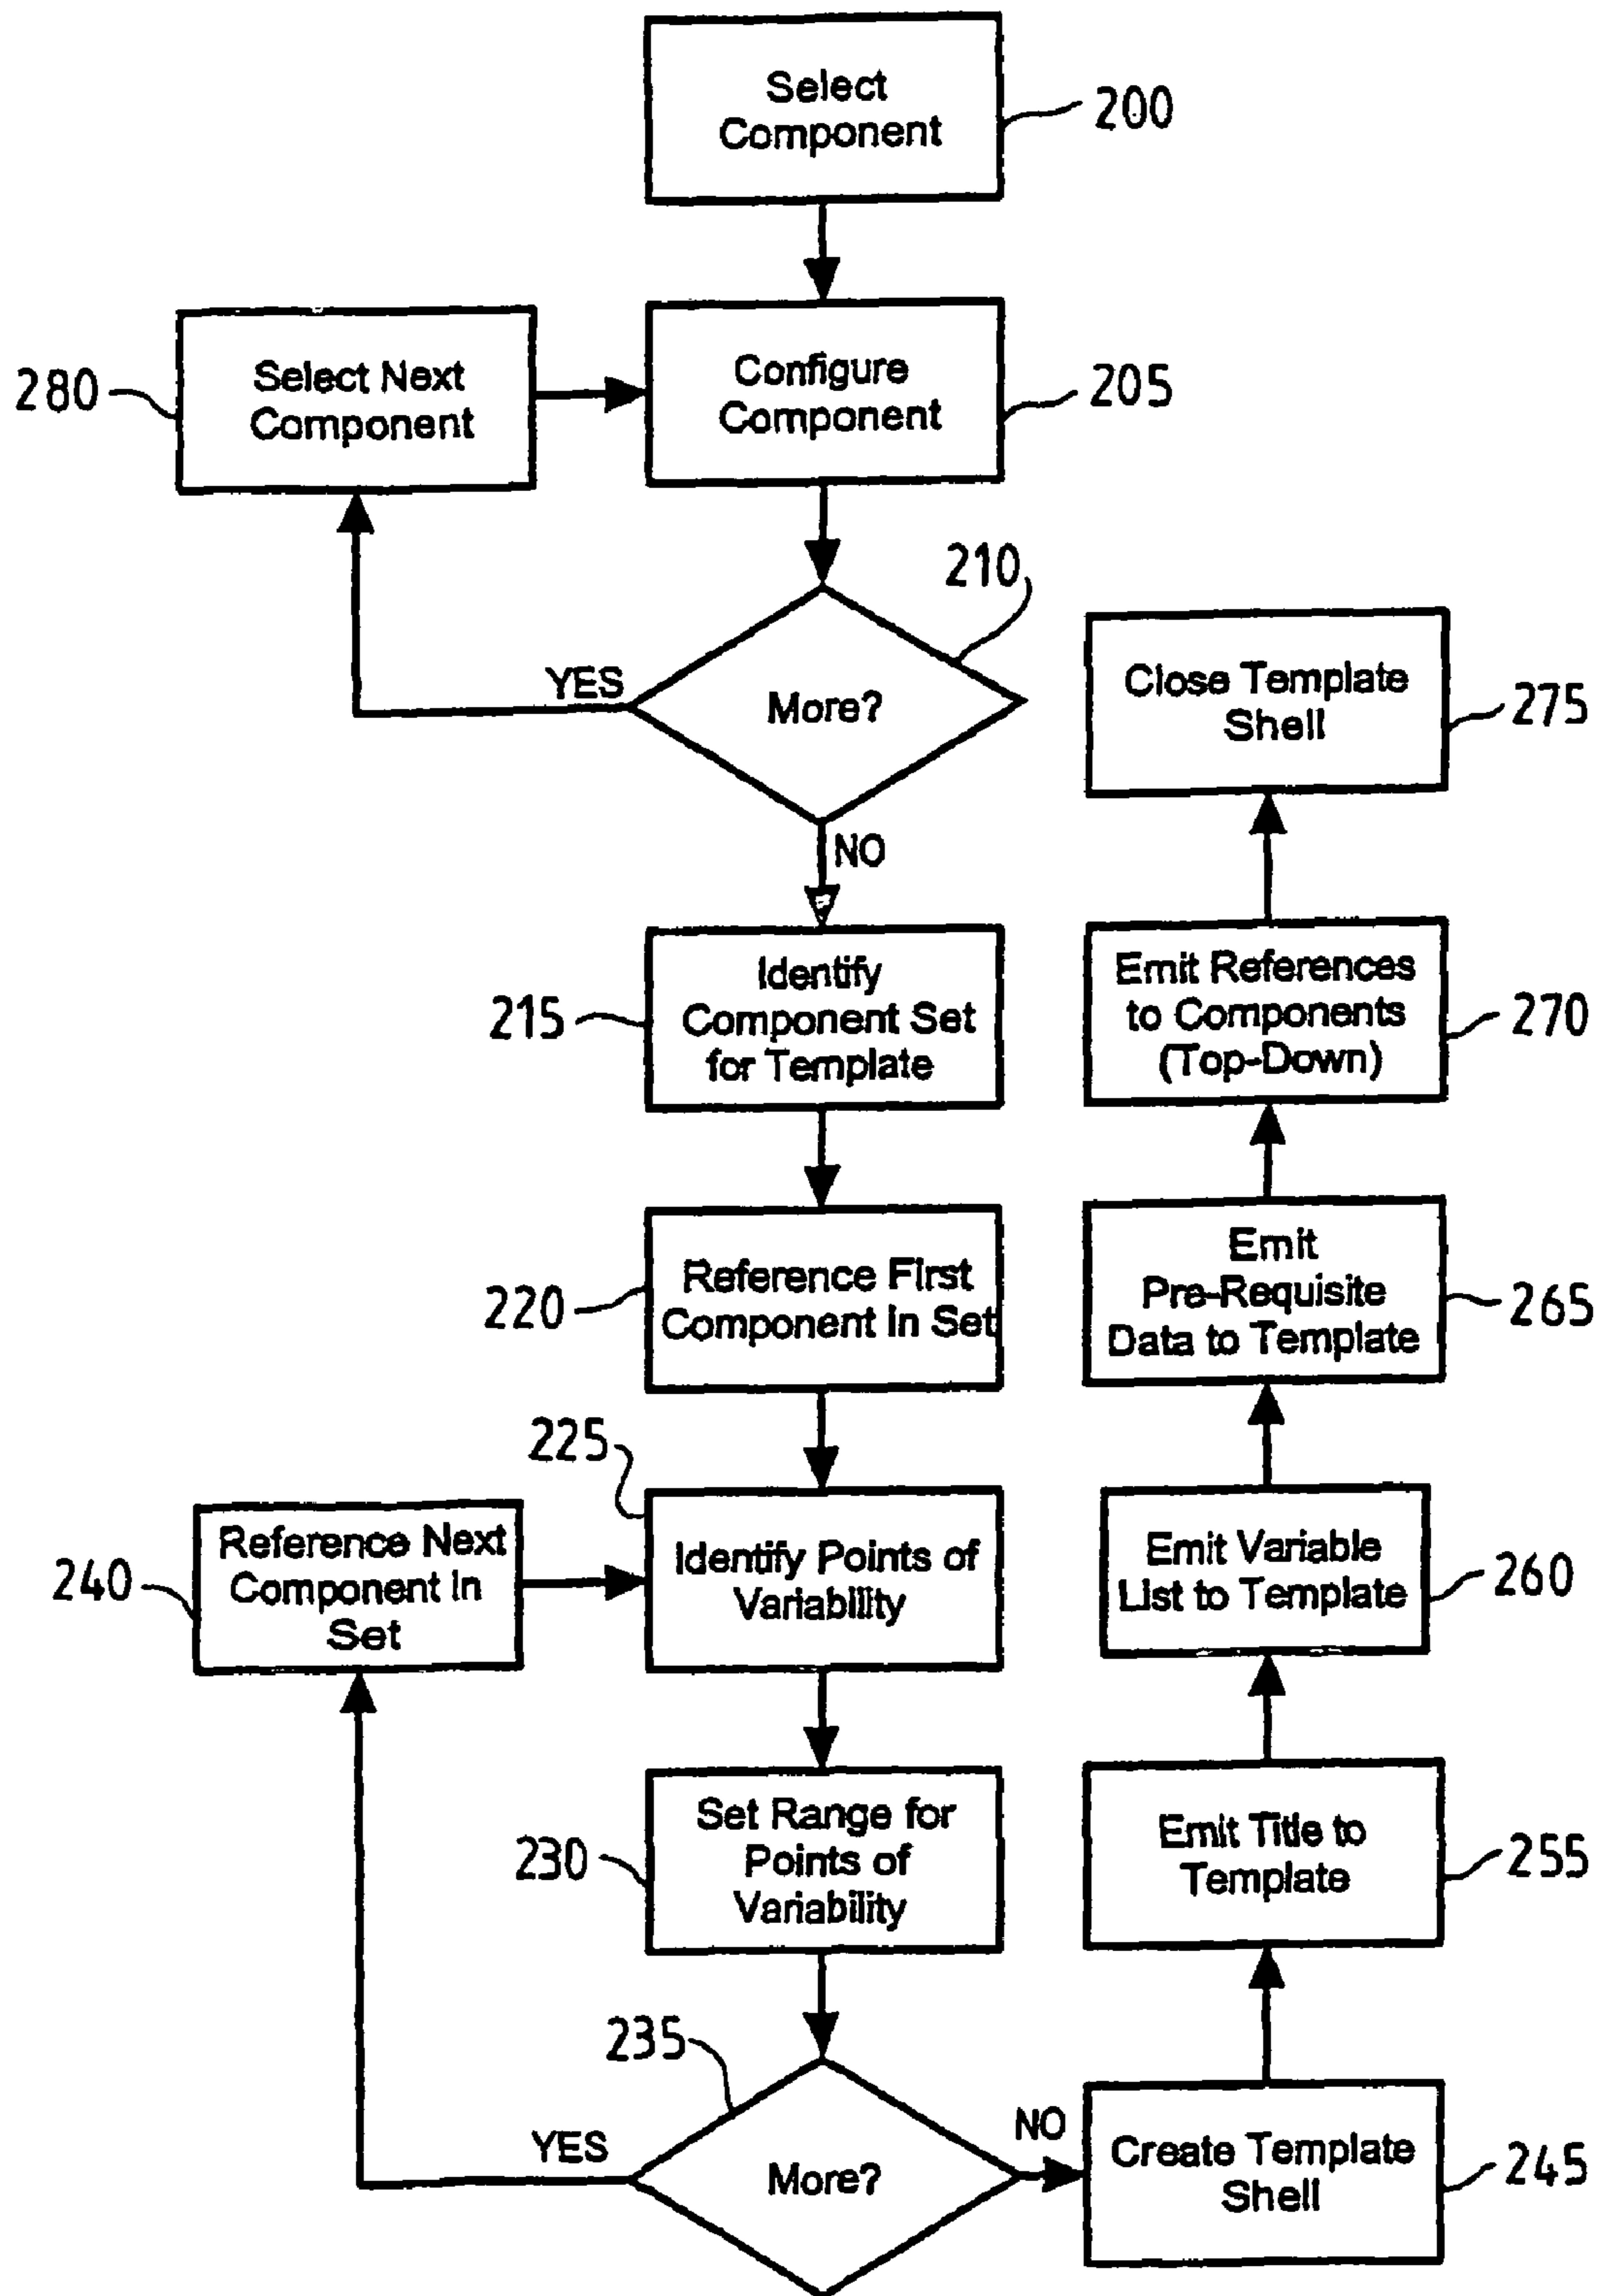 Select
Component
200
280
Select Next
Component
Configure
Component
205
210
YES
More?
NO
Close Template
Shell
275
215
Identify
Component Set
for Template
Emit References
to Components
(Top-Down)
270
220
Reference First
Component in Set
Emit
Pre-Requisite
Data to Template
265
225
240
Reference Next
Component in
Set
Identify Points of
Variability
Emit Variable
List to Template
260
230
Set Range for
Points of
Variability
Emit Title to
Template
255
235
YES
More?
NO
Create Template
Shell
245